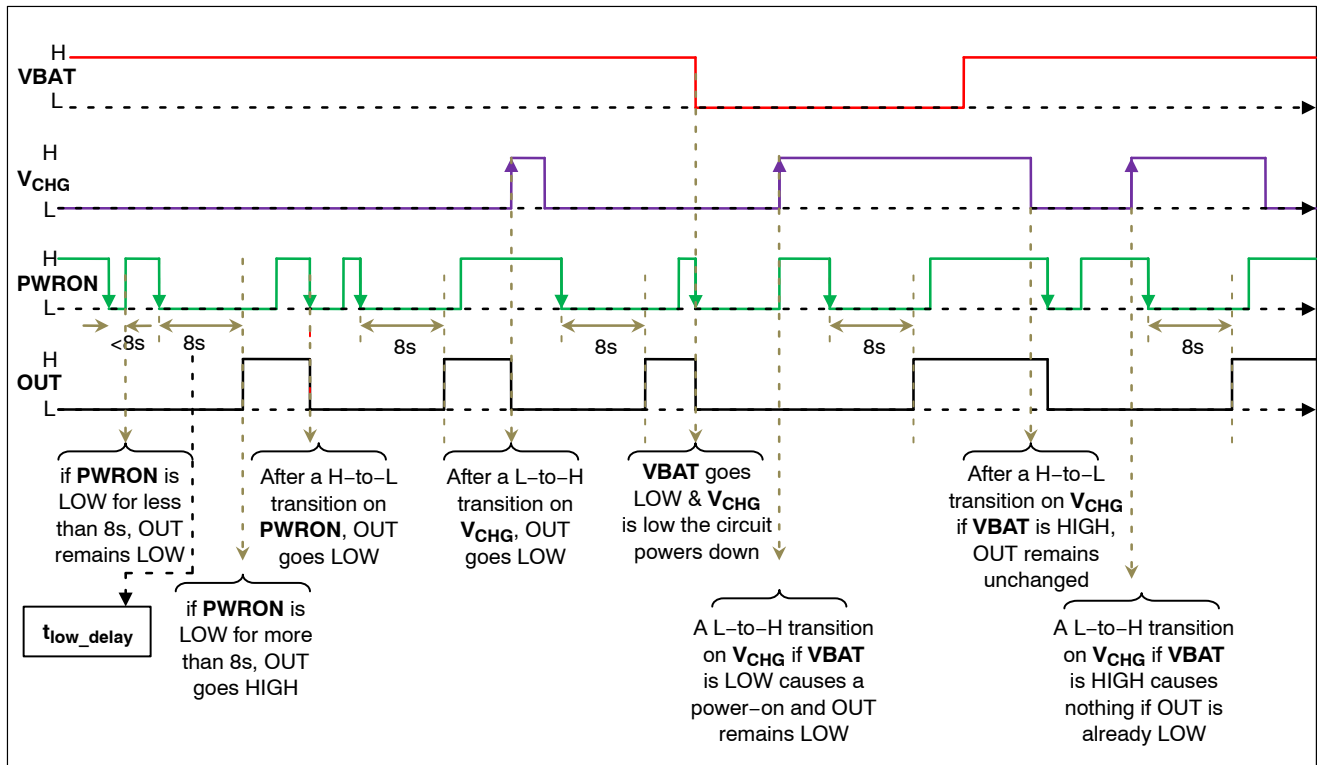 H
VBAT
L
H
VCHG
L
H
PWRON
L
<8s
8s
8s
8s
8s
8s
H
OUT
L
if PWRON is
LOW for less
than 8s, OUT
remains LOW
After a H−to−L
transition on
PWRON, OUT
goes LOW
After a L−to−H
transition on
VCHG, OUT
goes LOW
VBAT goes
LOW & VCHG
is low the circuit
powers down
After a H−to−L
transition on VCHG
if VBAT is HIGH,
OUT remains
unchanged
tlow_delay
if PWRON is
LOW for more
than 8s, OUT
goes HIGH
A L−to−H transition
on VCHG if VBAT
is LOW causes a
power−on and OUT
remains LOW
A L−to−H transition
on VCHG if VBAT
is HIGH causes
nothing if OUT is
already LOW